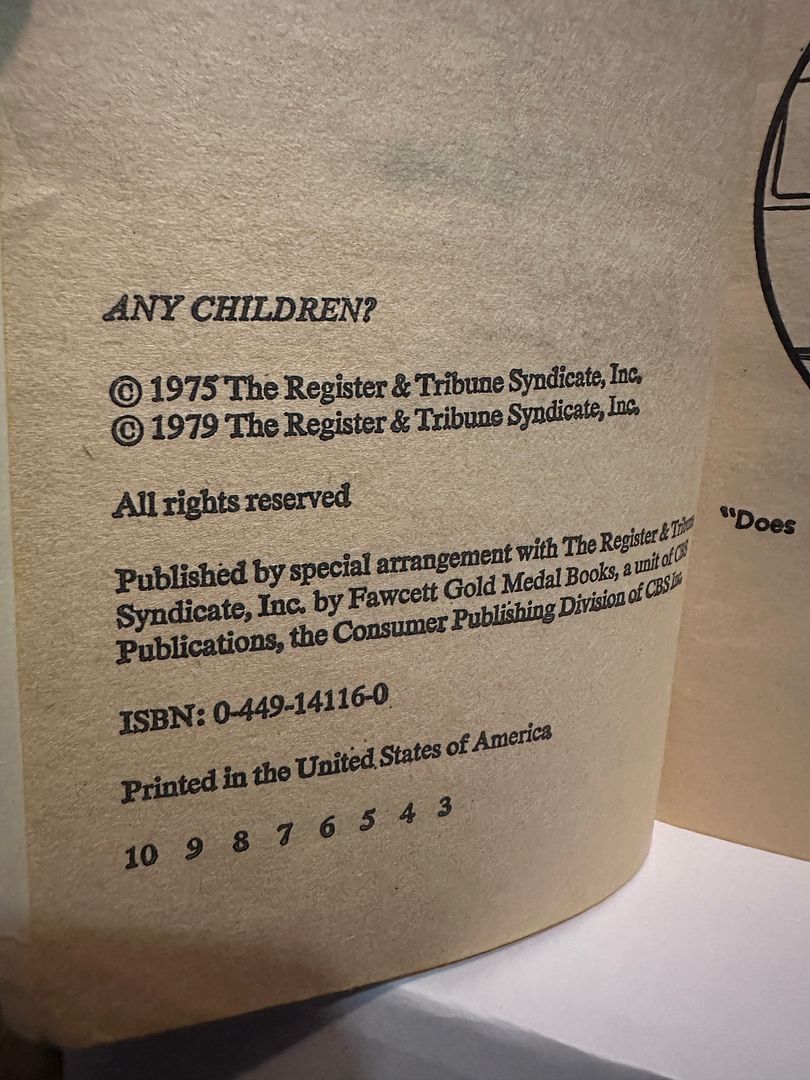 ANY CHILDREN?
© 1975 The Register & Tribune Syndicate, Inc.
© 1979 The Register & Tribune Syndicate, Inc.
All rights reserved
Published by special arrangement with The Register & Tribune
Syndicate, Inc. by Fawcett Gold Medal Books, a unit of CBS
Publications, the Consumer Publishing Division of CBS Inc.
ISBN: 0-449-14116-0
Printed in the United States of America
10 9 8 7 6 5 4 3
“Does